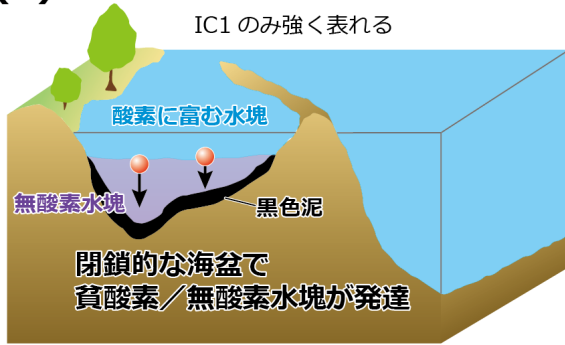 IC1 のみ強く表れる
酸素に富む水塊
無酸素水塊
黒色泥
閉鎖的な海盆で
貧酸素／無酸素水塊が発達